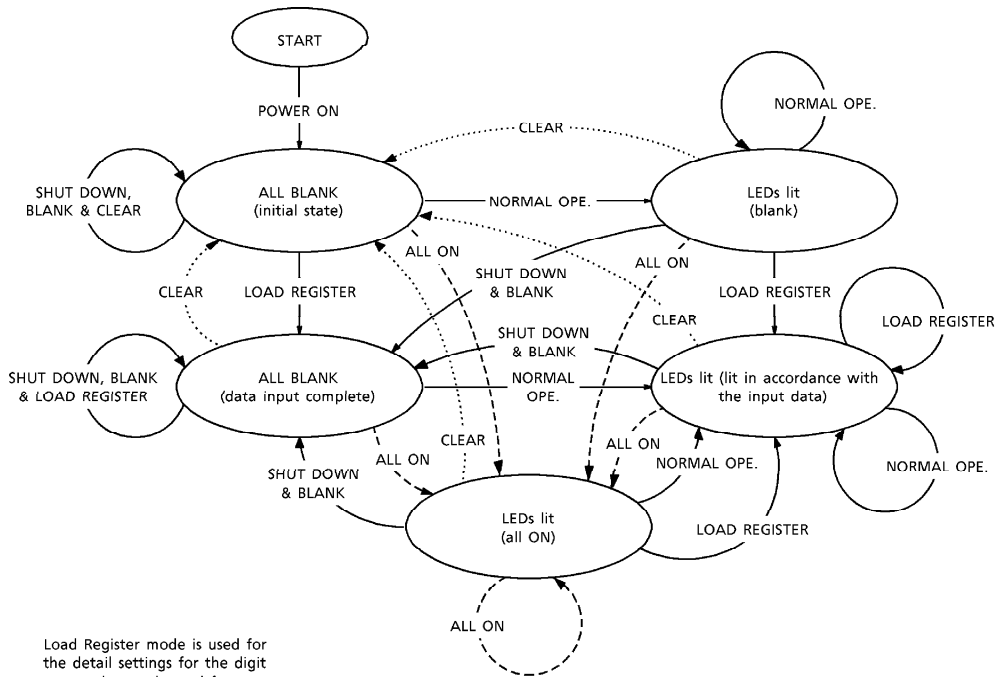 START
POWER ON
NORMAL OPE.
CLEAR
SHUT DOWN,
BLANK & CLEAR
ALL BLANK
(initial state)
NORMAL OPE.
LEDs lit
(blank)
ALL ON
ALL ON
SHUT DOWN
& BLANK
CLEAR
LOAD REGISTER
LOAD REGISTER
CLEAR
LOAD REGISTER
SHUT DOWN
& BLANK
SHUT DOWN, BLANK
& LOAD REGISTER
ALL BLANK
(data input complete)
NORMAL
OPE.
LEDs lit (lit in accordance with
the input data)
CLEAR
ALL ON
ALL ON
NORMAL OPE.
NORMAL OPE.
SHUT DOWN
& BLANK
LEDs lit
(all ON)
LOAD REGISTER
ALL ON
Load Register mode is used for
the detail settings for the digit